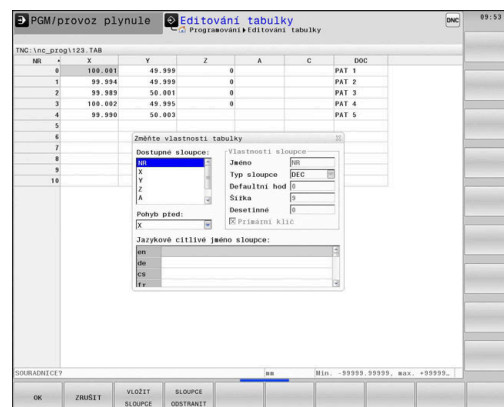 PGM/provoz plynule
Editování tabulky
Programování▸Editování tabulky
DNC
09:53
TNC:\nc_prog\123.TAB
NR X Y Z A C DOC
0 100.001 49.999 0 PAT 1
1 99.994 49.999 0 PAT 2
2 99.989 50.001 0 PAT 3
3 100.002 49.995 0 PAT 4
4 99.990 50.003 PAT 5
5
6
7
8
9
10
Změňte vlastnosti tabulky
Dostupné sloupce:
NR
X
Y
Z
A
Pohyb před:
X
Vlastnosti sloupce
Jméno NR
Typ sloupce DEC
Defaultní hod 0
Šířka 9
Desetinné 0
Primární klíč
Jazykově citlivé jméno sloupce:
en
de
cs
fr
SOURADNICE?
mm
Min. -99999.99999, max. +99999…
OK
ZRUŠIT
VLOŽIT SLOUPCE
SLOUPCE ODSTRANIT